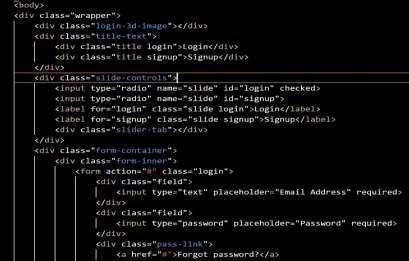 <body>
<div class="wrapper">
<div class="login-3d-image"></div>
<div class="title-text">
<div class="title login">Login</div>
<div class="title signup">Signup</div>
</div>
<div class="slide-controls">
<input type="radio" name="slide" id="login" checked>
<input type="radio" name="slide" id="signup">
<label for="login" class="slide login">Login</label>
<label for="signup" class="slide signup">Signup</label>
<div class="slider-tab"></div>
</div>
<div class="form-container">
<div class="form-inner">
<form action="#" class="login">
<div class="field">
<input type="text" placeholder="Email Address" required>
</div>
<div class="field">
<input type="password" placeholder="Password" required>
</div>
<div class="pass-link">
<a href="#">Forgot password?</a>